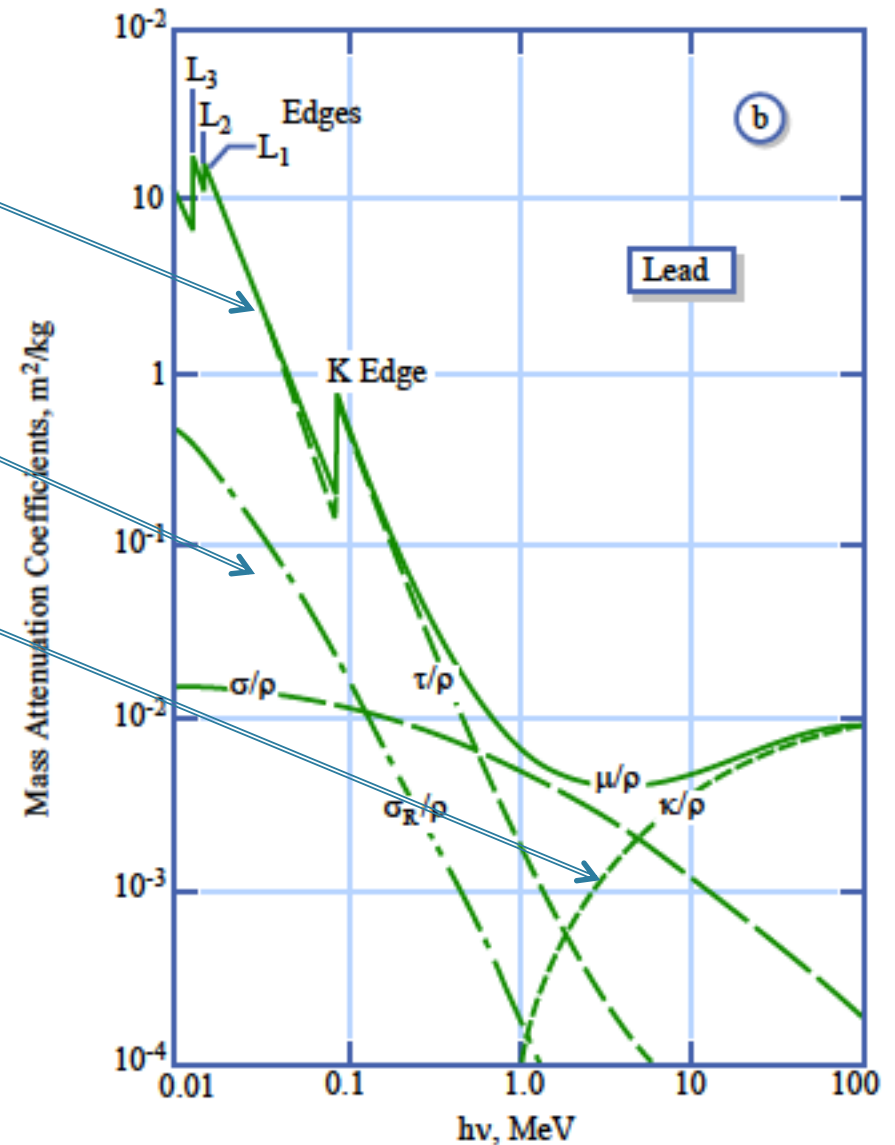 10-2
L3
L2
Edges
L1
b
10
Lead
1
K Edge
Mass Attenuation Coefficients, m2/kg
10-1
σ/ρ
τ/ρ
10-2
μ/ρ
κ/ρ
σR/ρ
10-3
10-4
0.01 0.1 1.0 10 100
hν, MeV